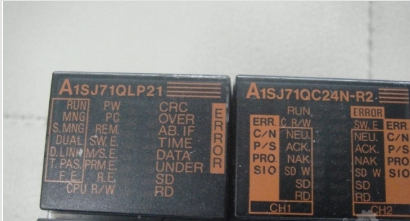 A1SJ71QLP21
RUN PW CRC
MNG PC OVER
S.MNG REM. AB.IF
DUAL SW.E. TIME
D.LINK M/S.E. DATA
T.PAS. PRM.E UNDER
F.E. R.E. SD
CPU R/W RD
ERROR
A1SJ71QC24N-R2
RUN ERROR
ERR. C.R/W SW.E ERR.
C/N NEU. NEU. C/N
P/S ACK. ACK. P/S
PRO NAK NAK PRO
SIO SD W SD W SIO
SD SD
RD RD
CH1 CH2